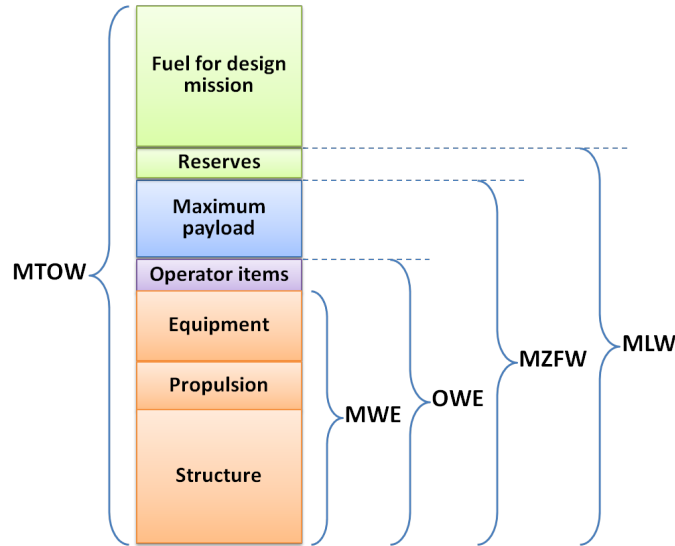 Fuel for design
mission
Reserves
Maximum
payload
MTOW
Operator items
Equipment
MLW
MZFW
Propulsion
OWE
MWE
Structure